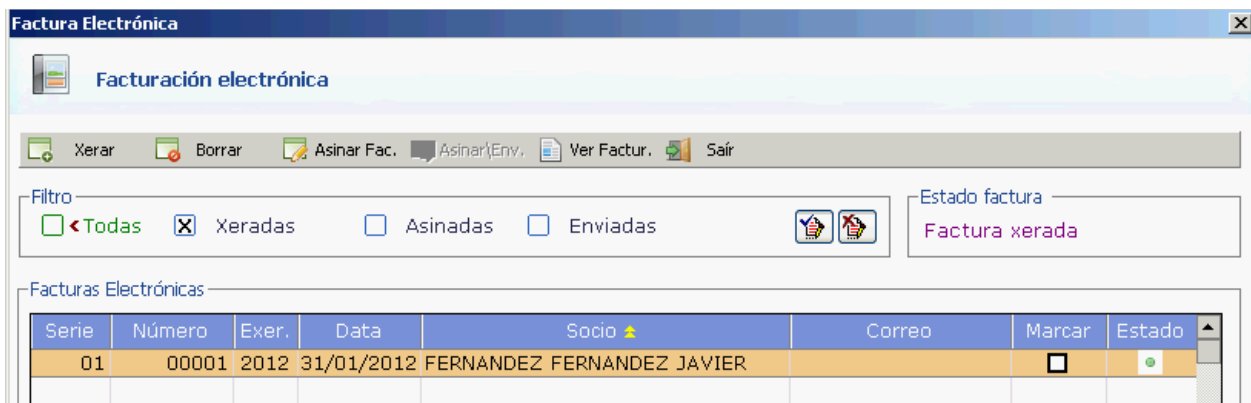 Factura Electrónica
Facturación electrónica
Xerar Borrar Asinar Fac. Asinar\Env. Ver Factur. Saír
Filtro Estado factura
Todas Xeradas Asinadas Enviadas
Factura xerada
Facturas Electrónicas
Serie Número Exer. Data Socio Correo Marcar Estado
01 00001 2012 31/01/2012 FERNANDEZ FERNANDEZ JAVIER